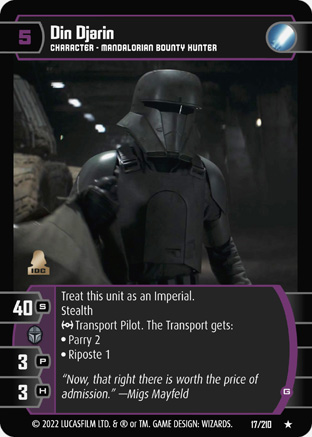 5
Din Djarin
CHARACTER - MANDALORIAN BOUNTY HUNTER
IDC
40 S
3 P
3 H
Treat this unit as an Imperial.
Stealth
Transport Pilot. The Transport gets:
• Parry 2
• Riposte 1
"Now, that right there is worth the price of
admission." —Migs Mayfeld
G
© 2022 LUCASFILM LTD. & ® or TM. GAME DESIGN: WIZARDS.
17/210